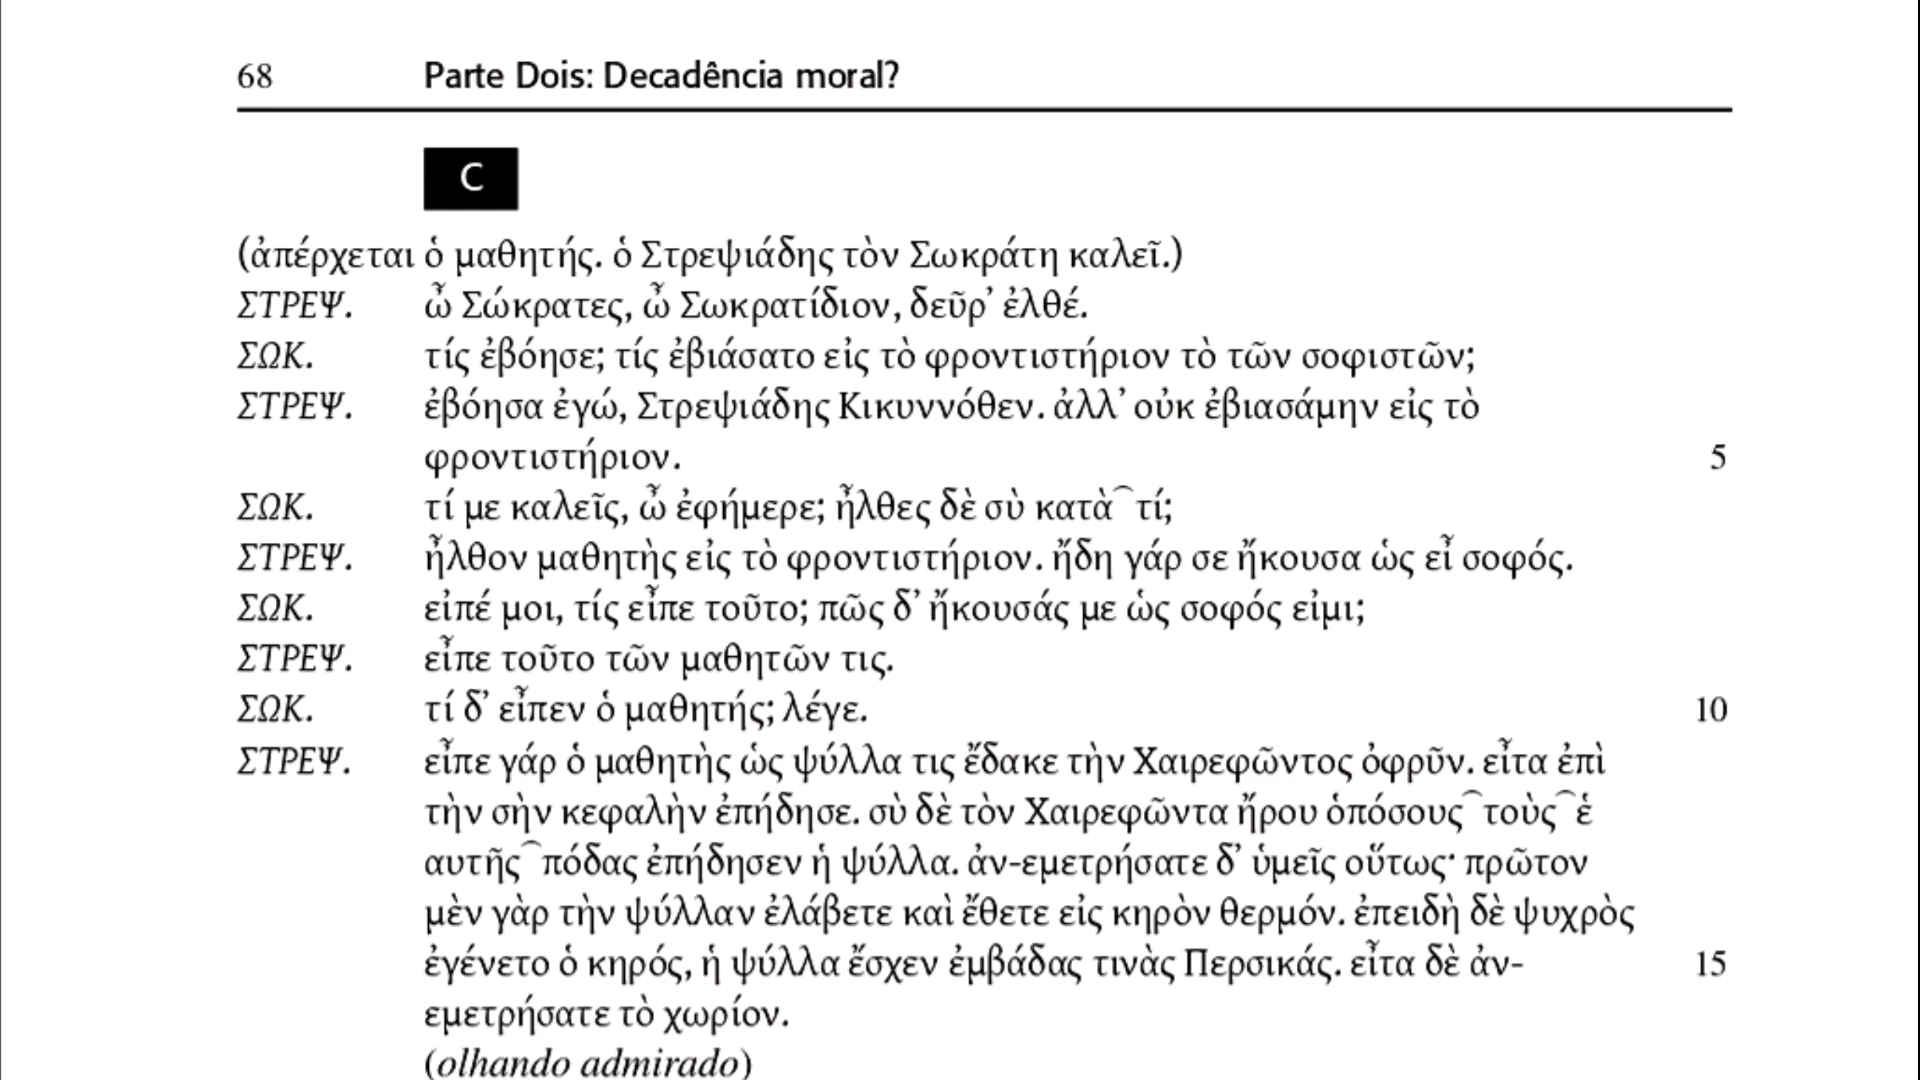 68 Parte Dois: Decadência moral?
C
(ἀπέρχεται ὁ μαθητής. ὁ Στρεψιάδης τὸν Σωκράτη καλεῖ.)
ΣΤΡΕΨ. ὦ Σώκρατες, ὦ Σωκρατίδιον, δεῦρ’ ἐλθέ.
ΣΩΚ. τίς ἐβόησε; τίς ἐβιάσατο εἰς τὸ φροντιστήριον τὸ τῶν σοφιστῶν;
ΣΤΡΕΨ. ἐβόησα ἐγώ, Στρεψιάδης Κικυννόθεν. ἀλλ’ οὐκ ἐβιασάμην εἰς τὸ
φροντιστήριον. 5
ΣΩΚ. τί με καλεῖς, ὦ ἐφήμερε; ἦλθες δὲ σὺ κατὰ⁀τί;
ΣΤΡΕΨ. ἦλθον μαθητὴς εἰς τὸ φροντιστήριον. ἤδη γάρ σε ἤκουσα ὡς εἶ σοφός.
ΣΩΚ. εἰπέ μοι, τίς εἶπε τοῦτο; πῶς δ’ ἤκουσάς με ὡς σοφός εἰμι;
ΣΤΡΕΨ. εἶπε τοῦτο τῶν μαθητῶν τις.
ΣΩΚ. τί δ’ εἶπεν ὁ μαθητής; λέγε. 10
ΣΤΡΕΨ. εἶπε γάρ ὁ μαθητὴς ὡς ψύλλα τις ἔδακε τὴν Χαιρεφῶντος ὀφρῦν. εἶτα ἐπὶ
τὴν σὴν κεφαλὴν ἐπήδησε. σὺ δὲ τὸν Χαιρεφῶντα ἤρου ὁπόσους⁀τοὺς⁀ἑ
αυτῆς⁀πόδας ἐπήδησεν ἡ ψύλλα. ἀν-εμετρήσατε δ’ ὑμεῖς οὕτως· πρῶτον
μὲν γὰρ τὴν ψύλλαν ἐλάβετε καὶ ἔθετε εἰς κηρὸν θερμόν. ἐπειδὴ δὲ ψυχρὸς
ἐγένετο ὁ κηρός, ἡ ψύλλα ἔσχεν ἐμβάδας τινὰς Περσικάς. εἶτα δὲ ἀν- 15
εμετρήσατε τὸ χωρίον.
(olhando admirado)